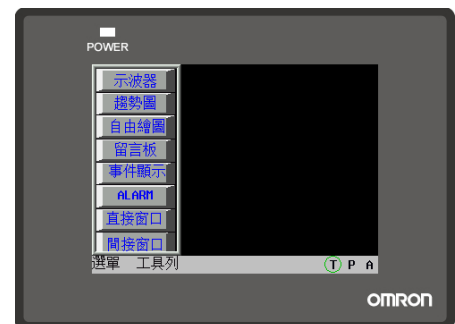 POWER
示波器
趨勢圖
自由繪圖
留言板
事件顯示
ALARM
直接窗口
間接窗口
選單 工具列 T P A
OMRON